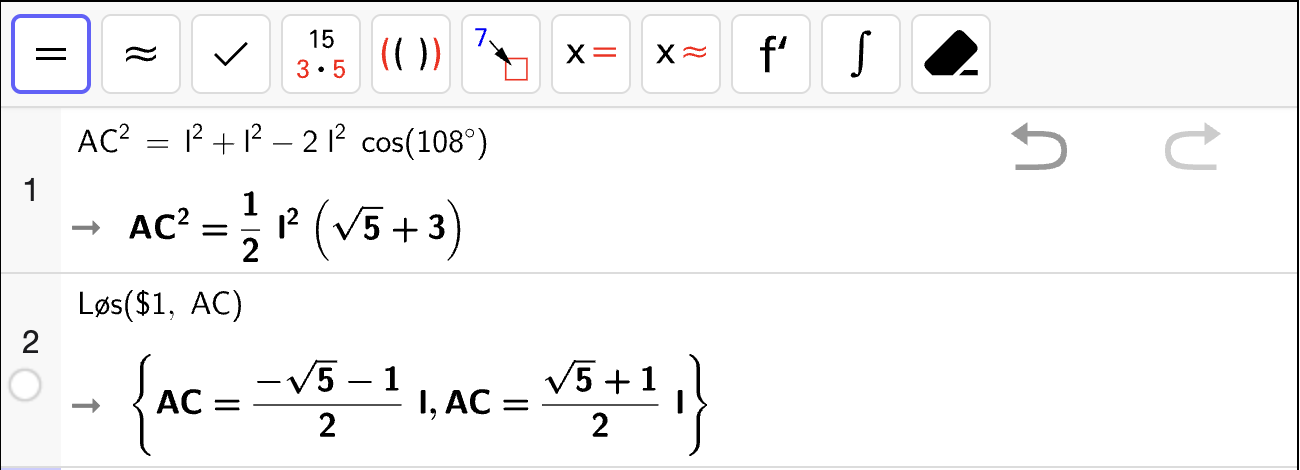 = ≈ ✓ 15 3·5 (( )) 7 x= x≈ f′ ∫
1
AC² = l² + l² − 2 l² cos(108°)
→ AC² = 1/2 l² (√5 + 3)
2
Løs($1, AC)
→ {AC = (−√5 − 1)/2 l, AC = (√5 + 1)/2 l}